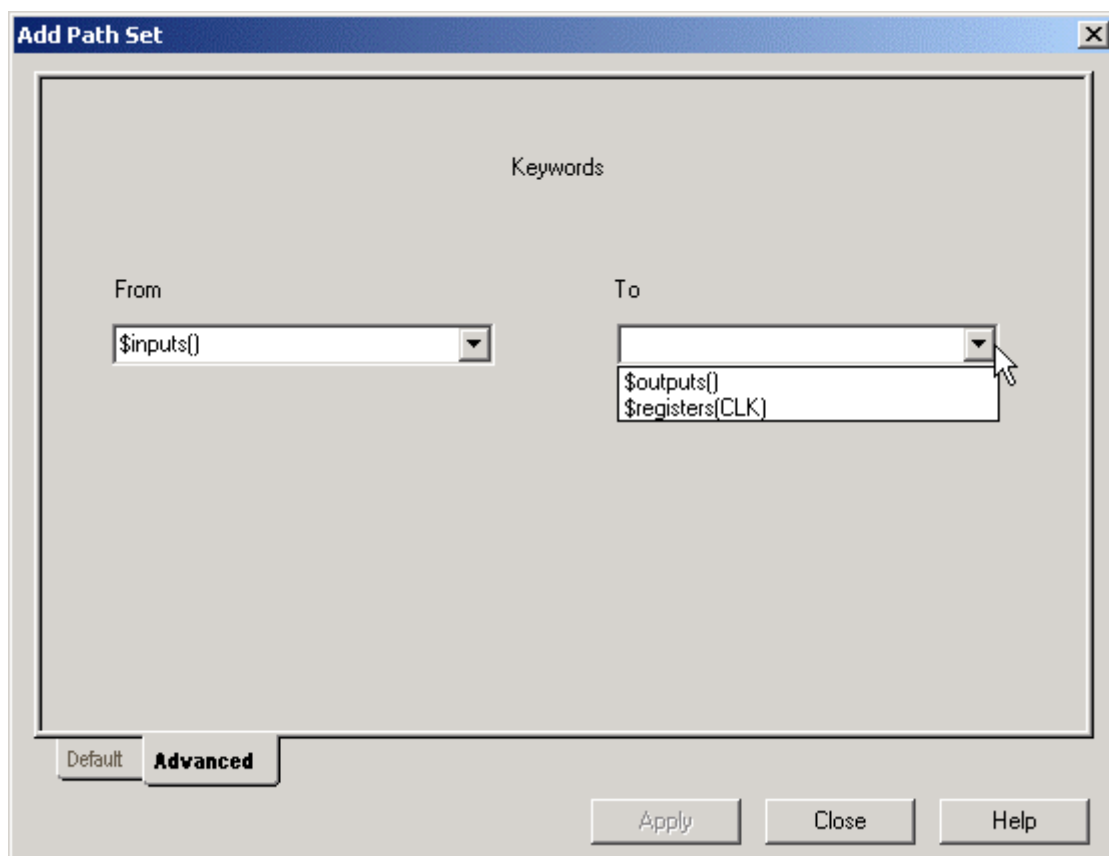 Add Path Set
Keywords
From To
$inputs()
$outputs()
$registers(CLK)
Default Advanced
Apply Close Help